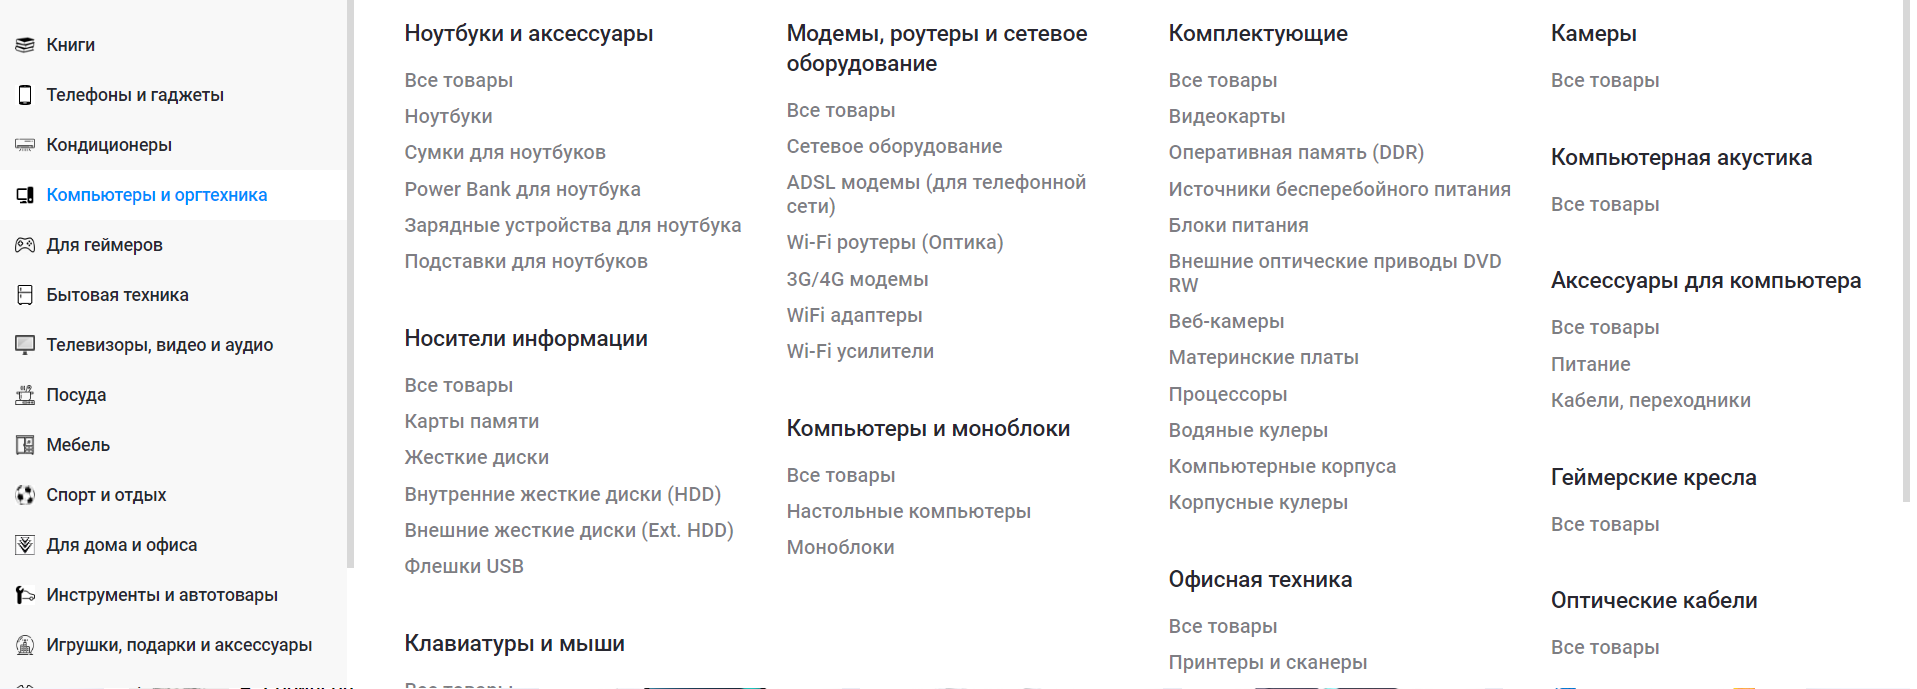 Книги
Телефоны и гаджеты
Кондиционеры
Компьютеры и оргтехника
Для геймеров
Бытовая техника
Телевизоры, видео и аудио
Посуда
Мебель
Спорт и отдых
Для дома и офиса
Инструменты и автотовары
Игрушки, подарки и аксессуары
Ноутбуки и аксессуары
Все товары
Ноутбуки
Сумки для ноутбуков
Power Bank для ноутбука
Зарядные устройства для ноутбука
Подставки для ноутбуков
Носители информации
Все товары
Карты памяти
Жесткие диски
Внутренние жесткие диски (HDD)
Внешние жесткие диски (Ext. HDD)
Флешки USB
Клавиатуры и мыши
Модемы, роутеры и сетевое
оборудование
Все товары
Сетевое оборудование
ADSL модемы (для телефонной
сети)
Wi-Fi роутеры (Оптика)
3G/4G модемы
WiFi адаптеры
Wi-Fi усилители
Компьютеры и моноблоки
Все товары
Настольные компьютеры
Моноблоки
Комплектующие
Все товары
Видеокарты
Оперативная память (DDR)
Источники бесперебойного питания
Блоки питания
Внешние оптические приводы DVD
RW
Веб-камеры
Материнские платы
Процессоры
Водяные кулеры
Компьютерные корпуса
Корпусные кулеры
Офисная техника
Все товары
Принтеры и сканеры
Камеры
Все товары
Компьютерная акустика
Все товары
Аксессуары для компьютера
Все товары
Питание
Кабели, переходники
Геймерские кресла
Все товары
Оптические кабели
Все товары